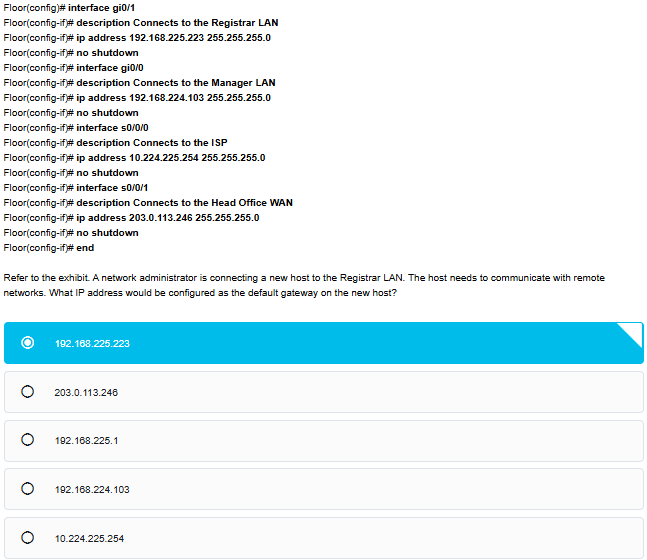 Floor(config)# interface gi0/1
Floor(config-if)# description Connects to the Registrar LAN
Floor(config-if)# ip address 192.168.225.223 255.255.255.0
Floor(config-if)# no shutdown
Floor(config-if)# interface gi0/0
Floor(config-if)# description Connects to the Manager LAN
Floor(config-if)# ip address 192.168.224.103 255.255.255.0
Floor(config-if)# no shutdown
Floor(config-if)# interface s0/0/0
Floor(config-if)# description Connects to the ISP
Floor(config-if)# ip address 10.224.225.254 255.255.255.0
Floor(config-if)# no shutdown
Floor(config-if)# interface s0/0/1
Floor(config-if)# description Connects to the Head Office WAN
Floor(config-if)# ip address 203.0.113.246 255.255.255.0
Floor(config-if)# no shutdown
Floor(config-if)# end
Refer to the exhibit. A network administrator is connecting a new host to the Registrar LAN. The host needs to communicate with remote
networks. What IP address would be configured as the default gateway on the new host?
192.168.225.223
203.0.113.246
192.168.225.1
192.168.224.103
10.224.225.254